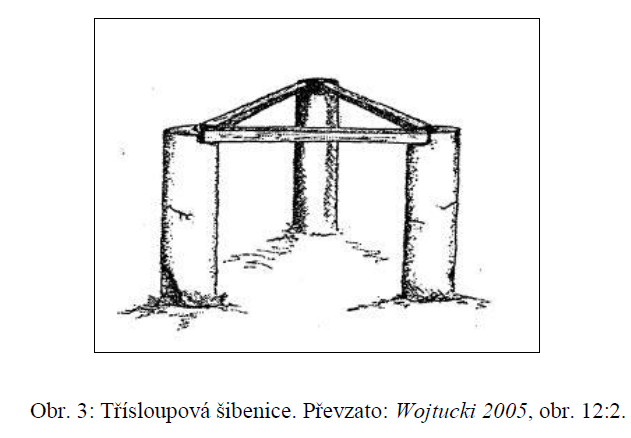 Obr. 3: Třísloupová šibenice. Převzato: Wojtucki 2005, obr. 12:2.